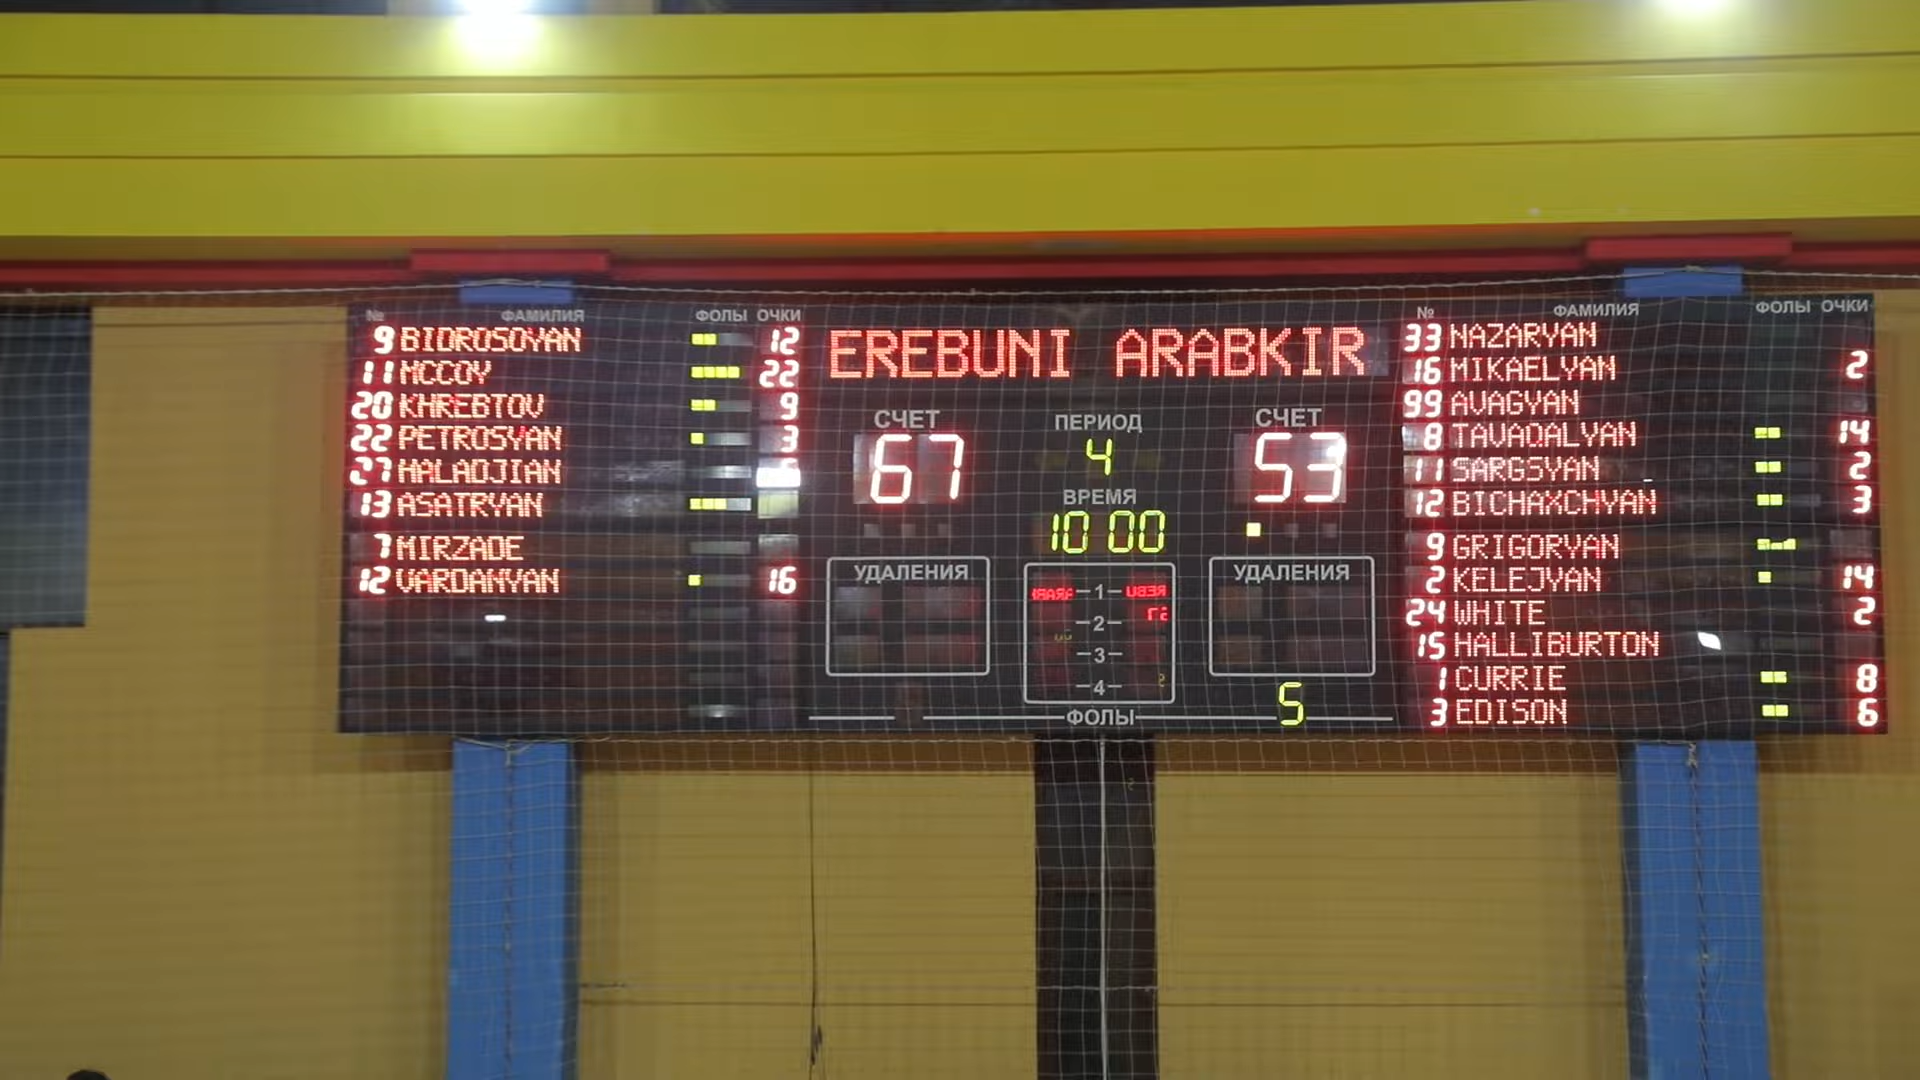 № ФАМИЛИЯ ФОЛЫ ОЧКИ
9 BIDROSOYAN 12
11 MCCOY 22
20 KHREBTOV 9
22 PETROSYAN 3
27 HALADJIAN
13 ASATRYAN
7 MIRZADE
12 VARDANYAN 16
EREBUNI ARABKIR
СЧЕТ ПЕРИОД СЧЕТ
67 4 53
ВРЕМЯ
10 00
УДАЛЕНИЯ УДАЛЕНИЯ
1
2
3
4
ФОЛЫ 5
№ ФАМИЛИЯ ФОЛЫ ОЧКИ
33 NAZARYAN
16 MIKAELYAN 2
99 AVAGYAN
8 TAVADALYAN 14
11 SARGSYAN 2
12 BICHAXCHYAN 3
9 GRIGORYAN
2 KELEJYAN 14
24 WHITE 2
15 HALLIBURTON
1 CURRIE 8
3 EDISON 6